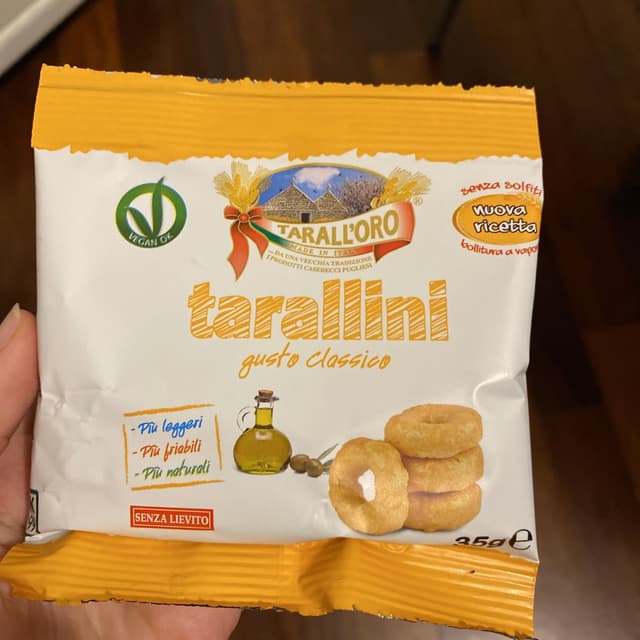 VEGAN OK
TARALL'ORO
MADE IN ITALY
...DA UNA VECCHIA TRADIZIONE
I PRODOTTI CASERECCI PUGLIESI
senza solfiti
nuova
ricetta
bollitura a vapore
tarallini
gusto classico
- Più leggeri
- Più friabili
- Più naturali
SENZA LIEVITO
35g e